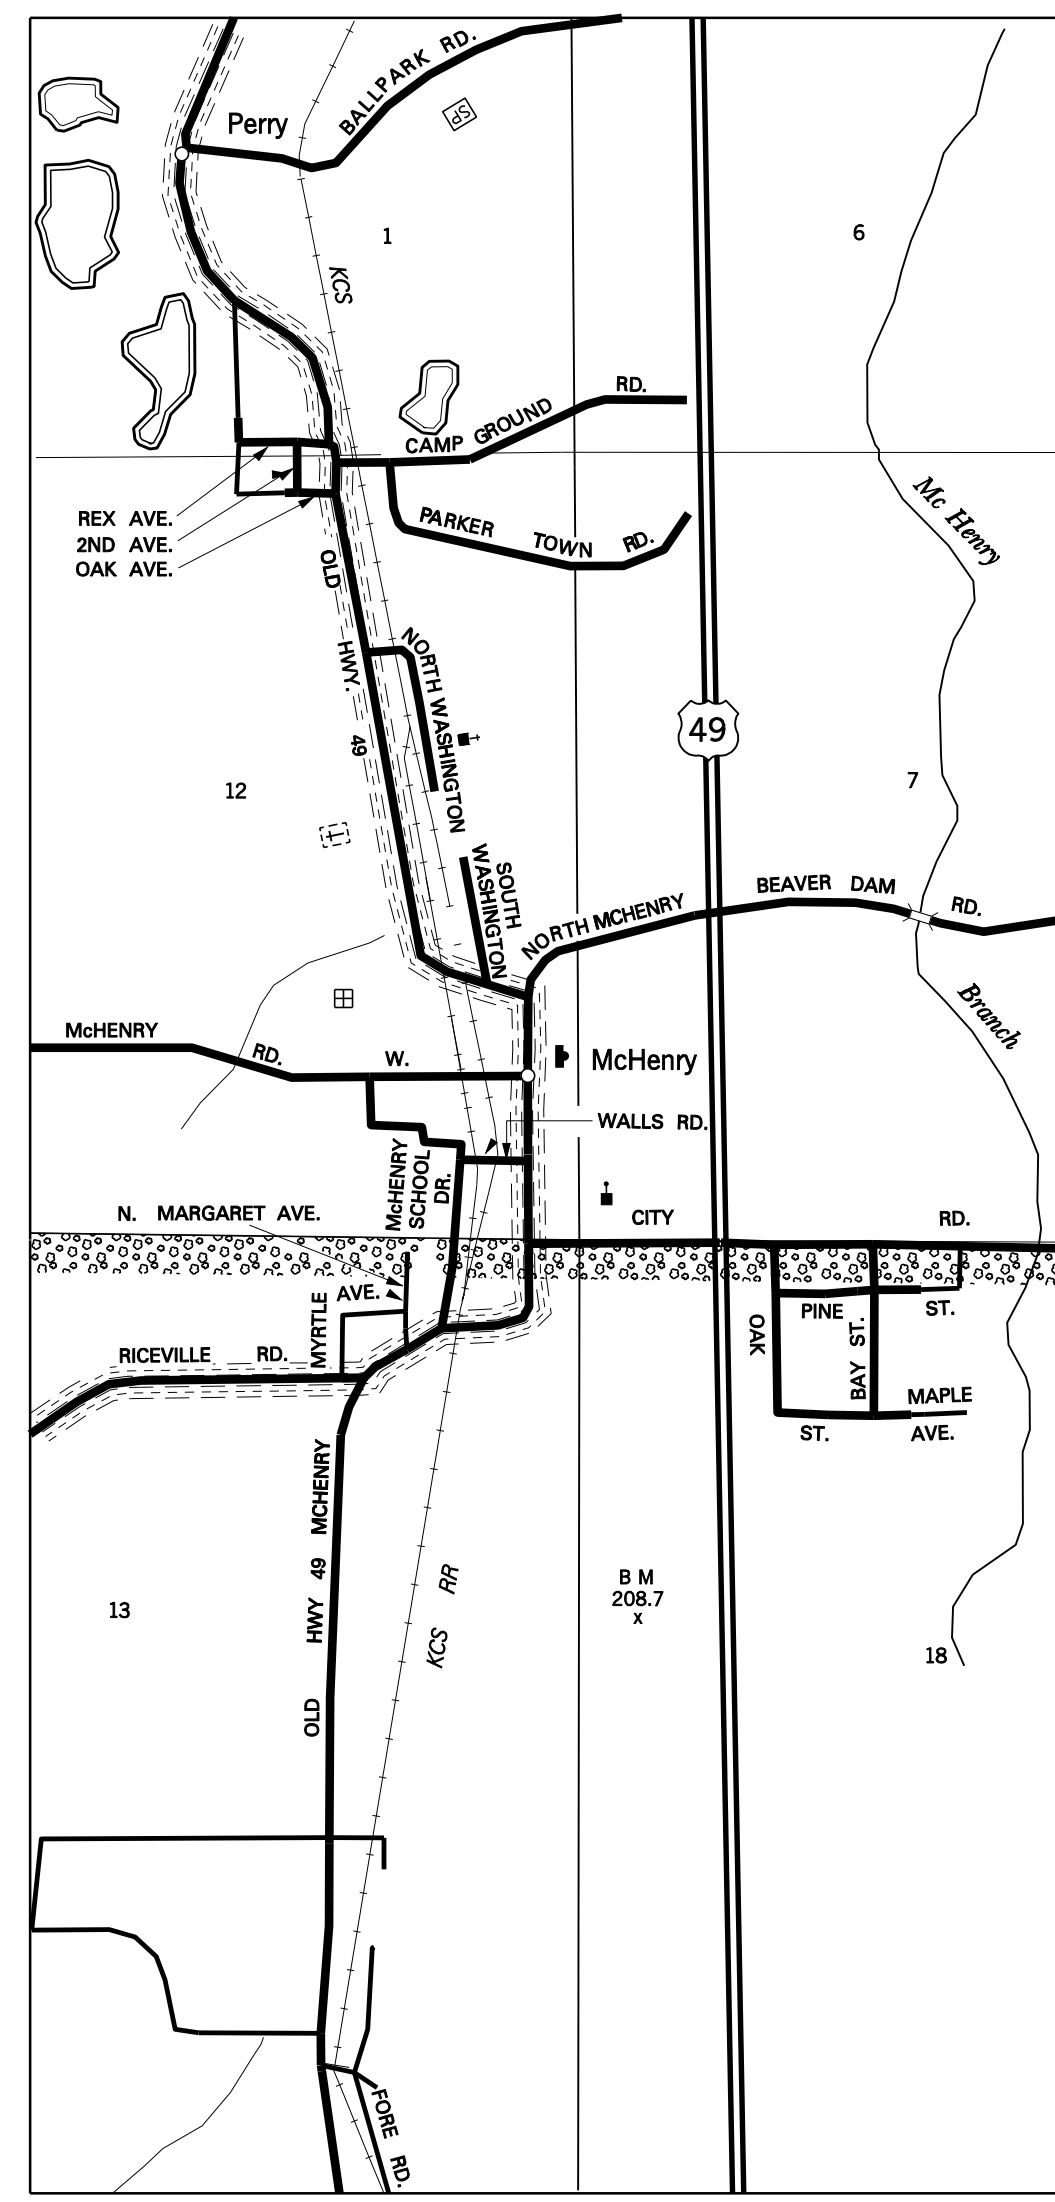 Perry
BALLPARK RD.
SP
1
6
KCS
CAMP GROUND RD.
REX AVE.
2ND AVE.
OAK AVE.
PARKER TOWN RD.
Mc Henry
OLD HWY. 49
NORTH WASHINGTON
49
12
7
SOUTH
WASHINGTON
NORTH MCHENRY
BEAVER DAM RD.
Branch
McHENRY RD. W.
McHenry
WALLS RD.
McHENRY
SCHOOL
DR.
N. MARGARET AVE.
CITY RD.
MYRTLE AVE.
PINE ST.
OAK ST.
BAY ST.
RICEVILLE RD.
MAPLE
AVE.
OLD HWY 49 MCHENRY
KCS RR
B M
208.7
x
13
18
FORE RD.